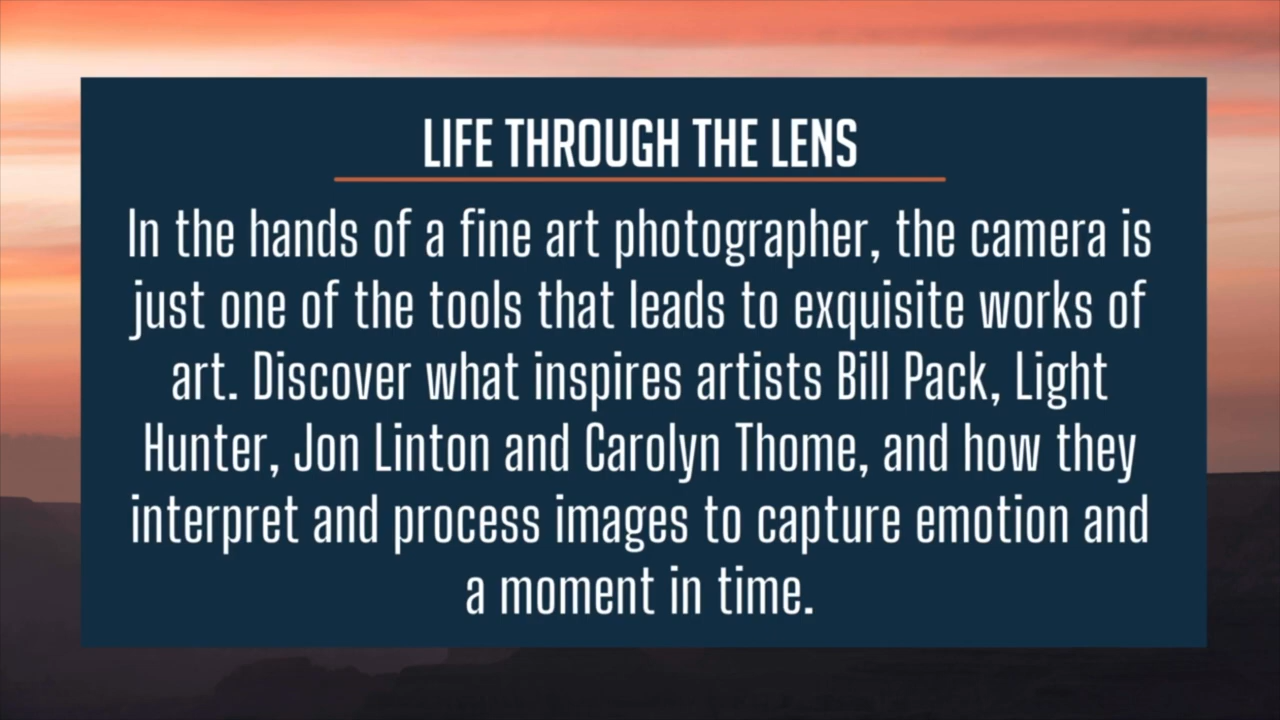 LIFE THROUGH THE LENS
In the hands of a fine art photographer, the camera is
just one of the tools that leads to exquisite works of
art. Discover what inspires artists Bill Pack, Light
Hunter, Jon Linton and Carolyn Thome, and how they
interpret and process images to capture emotion and
a moment in time.